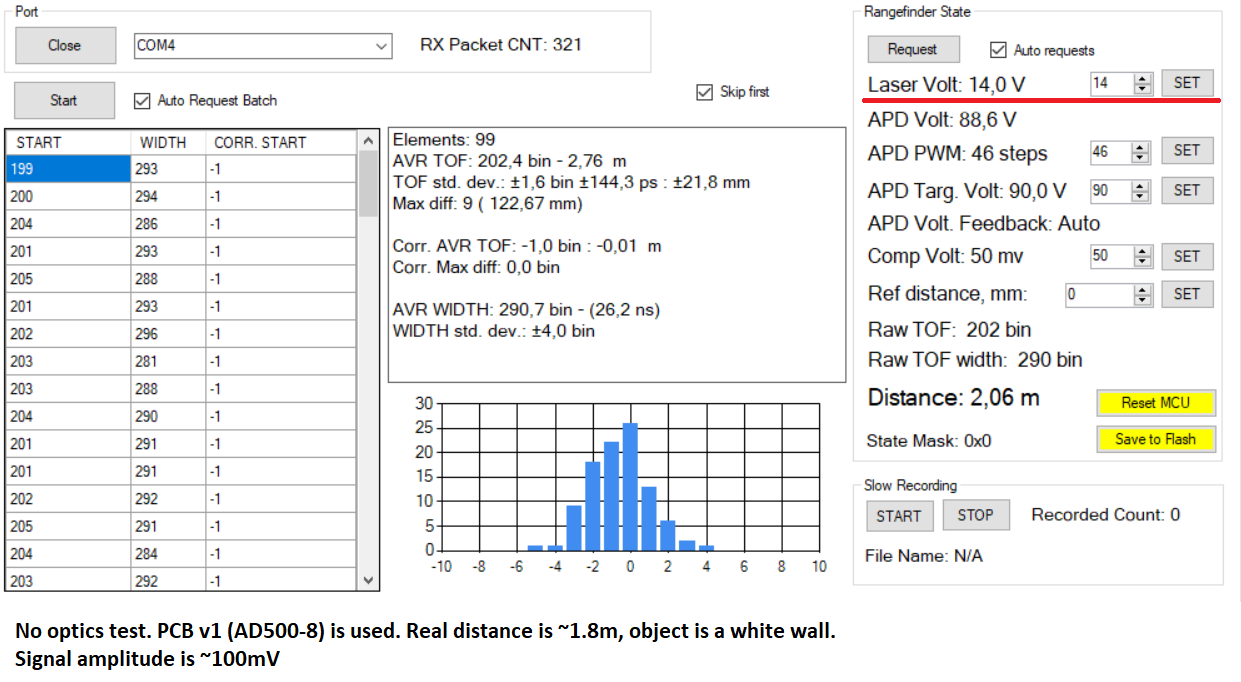 Port
Close
COM4
RX Packet CNT: 321
Start
Auto Request Batch
Skip first
START WIDTH CORR. START
199 293 -1
200 294 -1
204 286 -1
201 293 -1
205 288 -1
201 293 -1
202 296 -1
203 281 -1
203 288 -1
204 290 -1
201 291 -1
201 291 -1
202 292 -1
205 291 -1
204 284 -1
203 292 -1
Elements: 99
AVR TOF: 202,4 bin - 2,76 m
TOF std. dev.: ±1,6 bin ±144,3 ps : ±21,8 mm
Max diff: 9 ( 122,67 mm)
Corr. AVR TOF: -1,0 bin : -0,01 m
Corr. Max diff: 0,0 bin
AVR WIDTH: 290,7 bin - (26,2 ns)
WIDTH std. dev.: ±4,0 bin
30
25
20
15
10
5
0
-10 -8 -6 -4 -2 0 2 4 6 8 10
Rangefinder State
Request
Auto requests
Laser Volt: 14,0 V 14 SET
APD Volt: 88,6 V
APD PWM: 46 steps 46 SET
APD Targ. Volt: 90,0 V 90 SET
APD Volt. Feedback: Auto
Comp Volt: 50 mv 50 SET
Ref distance, mm: 0 SET
Raw TOF: 202 bin
Raw TOF width: 290 bin
Distance: 2,06 m
Reset MCU
State Mask: 0x0
Save to Flash
Slow Recording
START STOP Recorded Count: 0
File Name: N/A
No optics test. PCB v1 (AD500-8) is used. Real distance is ~1.8m, object is a white wall.
Signal amplitude is ~100mV